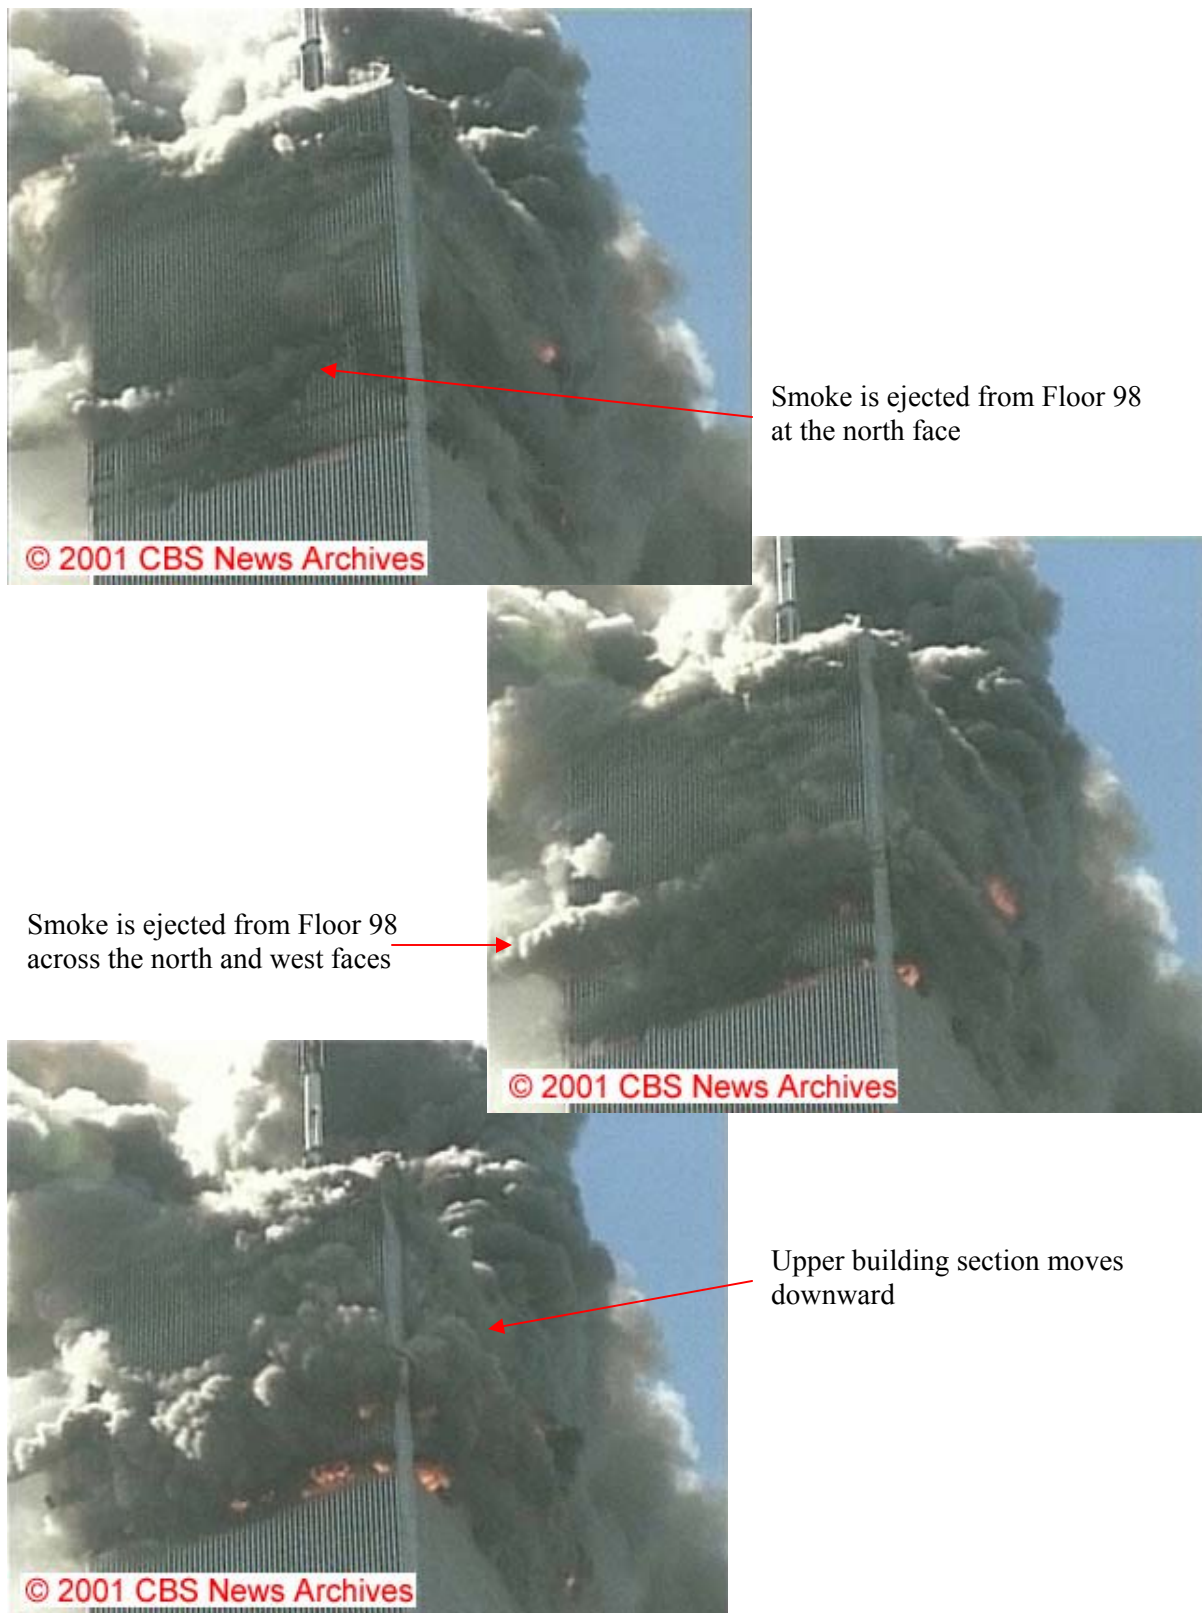 Smoke is ejected from Floor 98
at the north face
© 2001 CBS News Archives
Smoke is ejected from Floor 98
across the north and west faces
© 2001 CBS News Archives
Upper building section moves
downward
© 2001 CBS News Archives